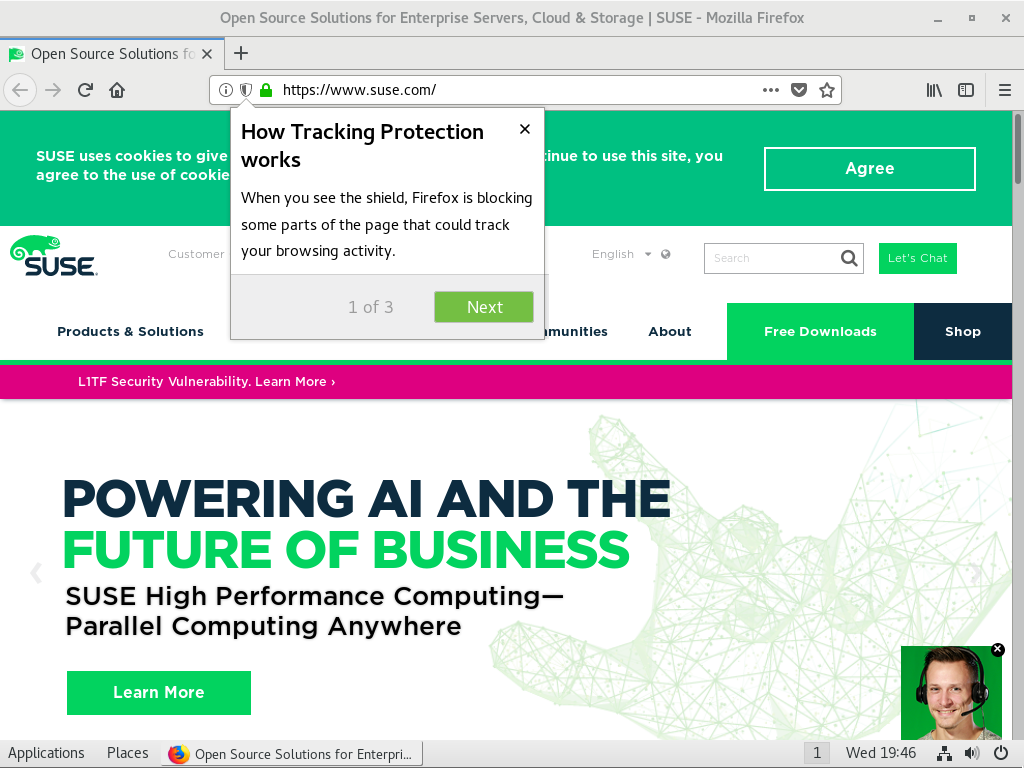 Open Source Solutions for Enterprise Servers, Cloud & Storage | SUSE - Mozilla Firefox
Open Source Solutions fo
https://www.suse.com/
How Tracking Protection
works
When you see the shield, Firefox is blocking
some parts of the page that could track
your browsing activity.
1 of 3
Next
SUSE uses cookies to give
tinue to use this site, you
agree to the use of cookie
Agree
SUSE
Customer
English
Search
Let's Chat
Products & Solutions
munities
About
Free Downloads
Shop
L1TF Security Vulnerability. Learn More ›
POWERING AI AND THE
FUTURE OF BUSINESS
SUSE High Performance Computing—
Parallel Computing Anywhere
Learn More
Applications
Places
Open Source Solutions for Enterpri...
1
Wed 19:46